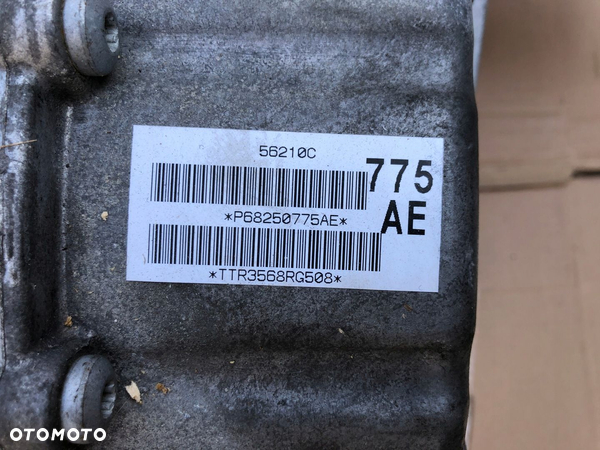 56210C
775
*P68250775AE*
AE
*TTR3568RG508*
OTOMOTO